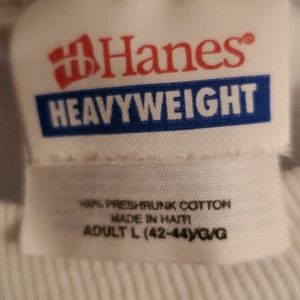 Hanes®
HEAVYWEIGHT
100% PRESHRUNK COTTON
MADE IN HAITI
ADULT L (42-44)/G/G